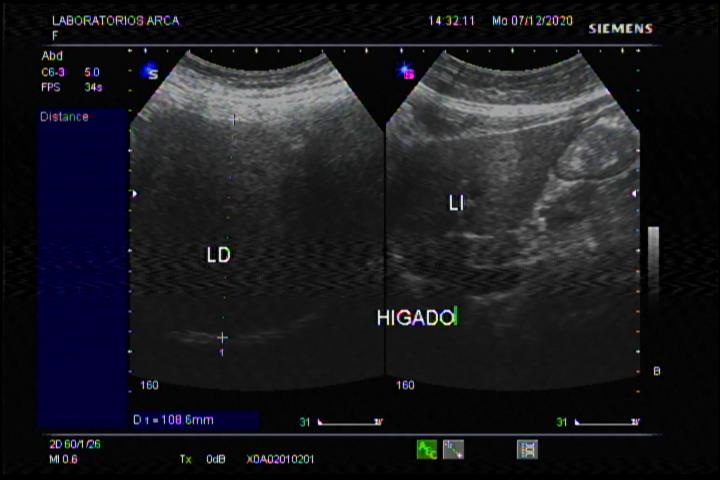 LABORATORIOS ARCA
F
14:32:11 Mo 07/12/2020
SIEMENS
Abd
C6-3 5.0
FPS 34s
Distance
S
S
LI
LD
HIGADO
1
160
160
B
D 1 = 108.6mm
31
31
2D 60/1/26
MI 0.6
Tx 0dB X0A02010201